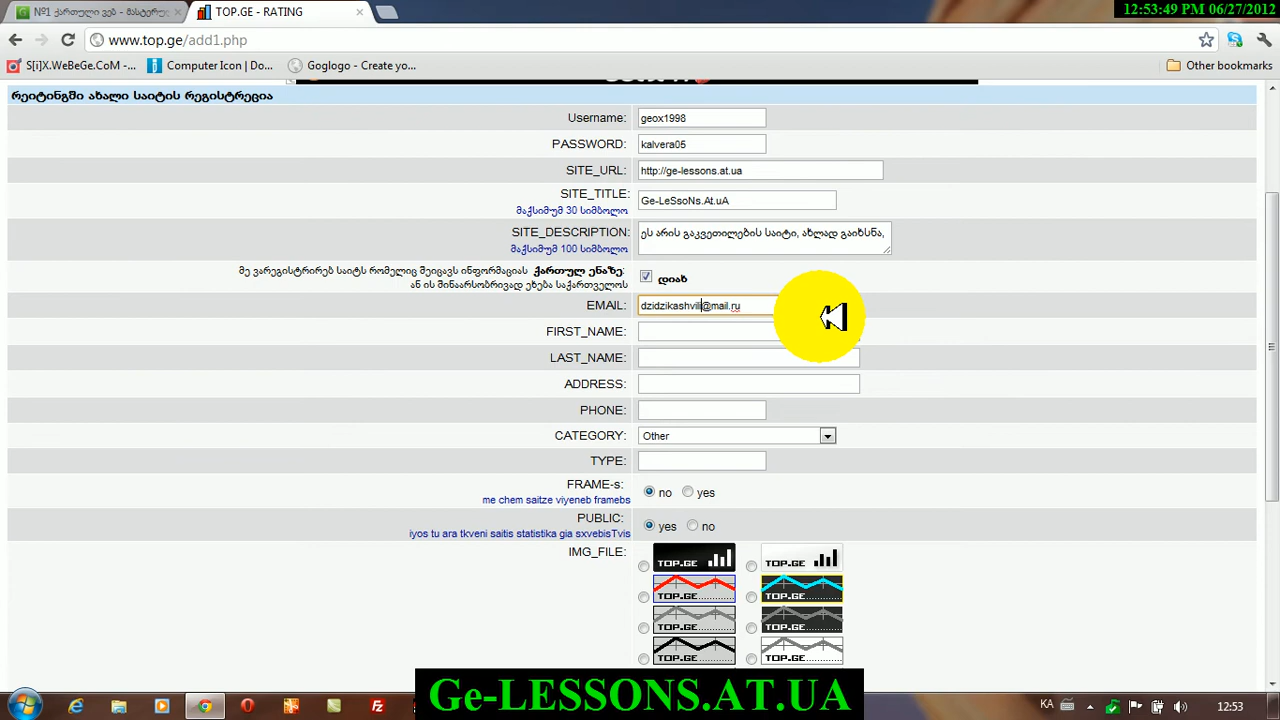 №1 ქართული ვებ - მასტერუ
TOP.GE - RATING
12:53:49 PM 06/27/2012
www.top.ge/add1.php
S[i]X.WeBeGe.CoM -...
Computer Icon | Do...
Goglogo - Create yo...
Other bookmarks
რეიტინგში ახალი საიტის რეგისტრეცია
Username: geox1998
PASSWORD: kalvera05
SITE_URL: http://ge-lessons.at.ua
SITE_TITLE: Ge-LeSsoNs.At.uA
მაქსიმუმ 30 სიმბოლო
SITE_DESCRIPTION: ეს არის გაკვეთილების საიტი, ახლად გაიხსნა,
მაქსიმუმ 100 სიმბოლო
მე ვარეგისტრირებ საიტს რომელიც შეიცავს ინფორმაციას ქართულ ენაზე: დიახ
ან ის შინაარსობრივად ეხება საქართველოს
EMAIL: dzidzikashvili@mail.ru
FIRST_NAME:
LAST_NAME:
ADDRESS:
PHONE:
CATEGORY: Other
TYPE:
FRAME-s: no yes
me chem saitze viyeneb framebs
PUBLIC: yes no
iyos tu ara tkveni saitis statistika gia sxvebisTvis
IMG_FILE:
TOP.GE TOP.GE
TOP.GE TOP.GE
TOP.GE TOP.GE
TOP.GE TOP.GE
Ge-LESSONS.AT.UA
KA
12:53